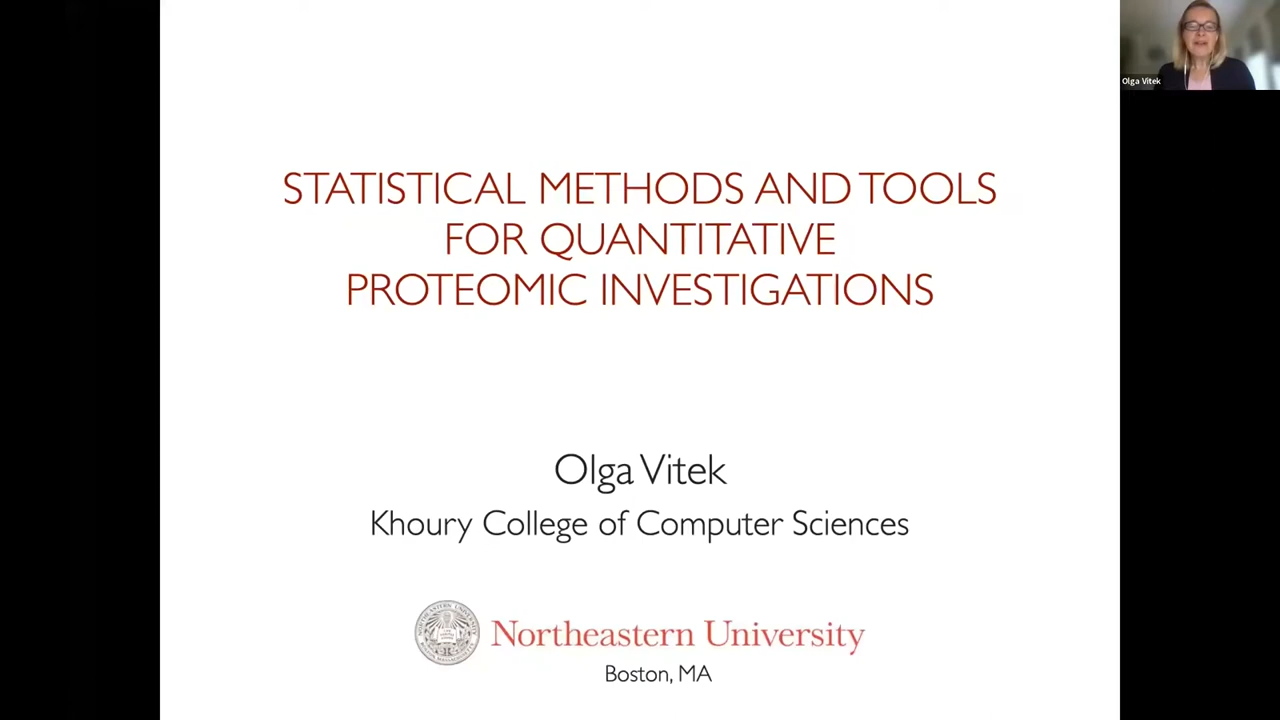 Olga Vitek
STATISTICAL METHODS AND TOOLS
FOR QUANTITATIVE
PROTEOMIC INVESTIGATIONS
Olga Vitek
Khoury College of Computer Sciences
Northeastern University
Boston, MA